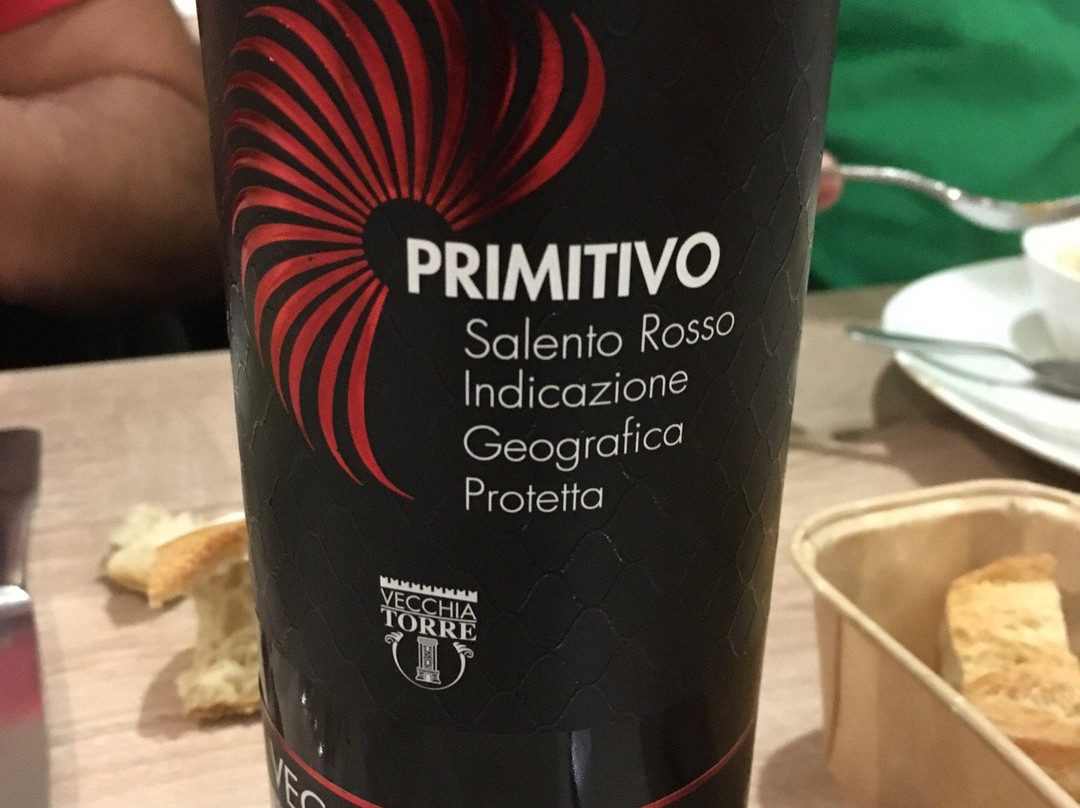 PRIMITIVO
Salento Rosso
Indicazione
Geografica
Protetta
VECCHIA
TORRE